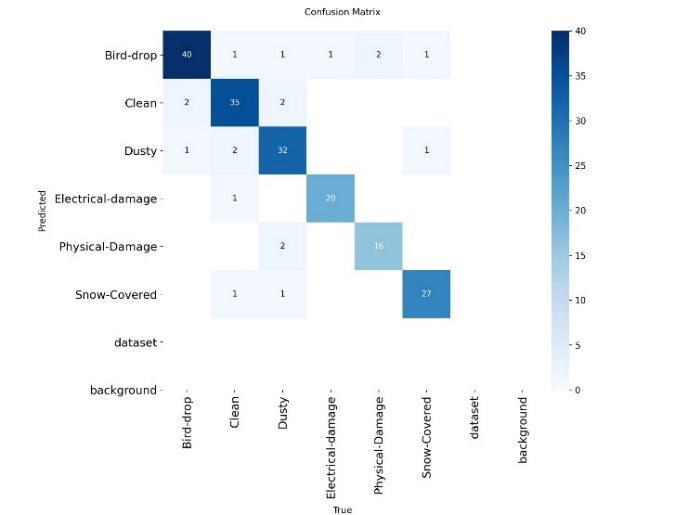 Confusion Matrix
Predicted
Bird-drop 40 1 1 1 2 1
Clean 2 35 2
Dusty 1 2 32 1
Electrical-damage 1 20
Physical-Damage 2 16
Snow-Covered 1 1 27
dataset
background
Bird-drop
Clean
Dusty
Electrical-damage
Physical-Damage
Snow-Covered
dataset
background
True
40
35
30
25
20
15
10
5
0